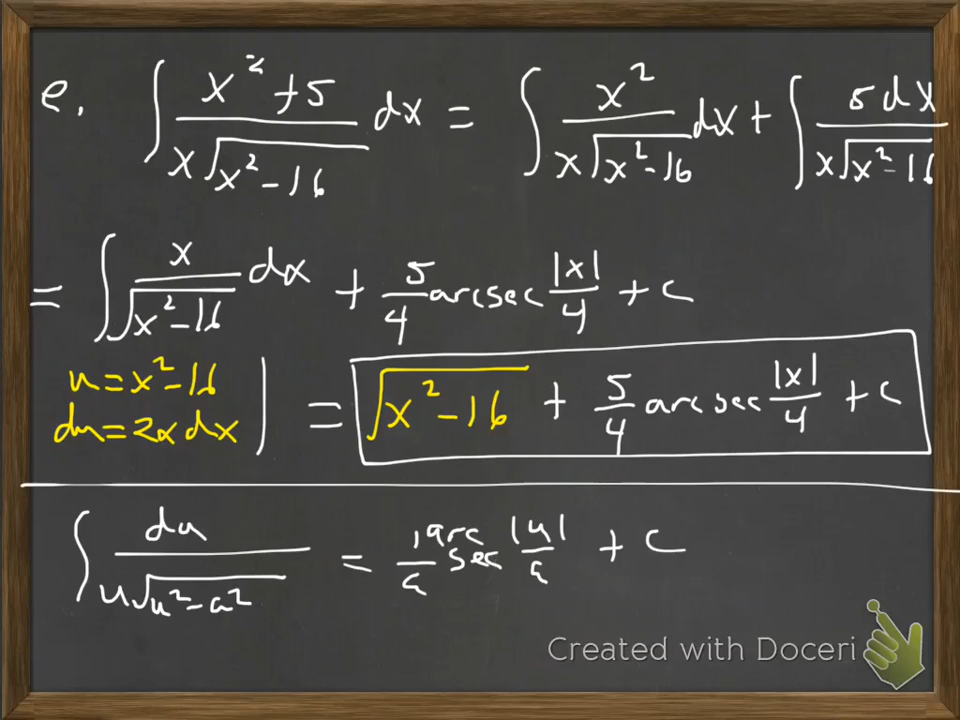 e. ∫ (x² + 5)/(x√(x² - 16)) dx = ∫ x²/(x√(x² - 16)) dx + ∫ 5dx/(x√(x² - 16))
= ∫ x/√(x² - 16) dx + 5/4 arcsec |x|/4 + c
u = x² - 16
du = 2x dx
= √(x² - 16) + 5/4 arcsec |x|/4 + c
∫ du/(u√(u² - a²)) = 1/a arcsec |u|/a + c
Created with Doceri